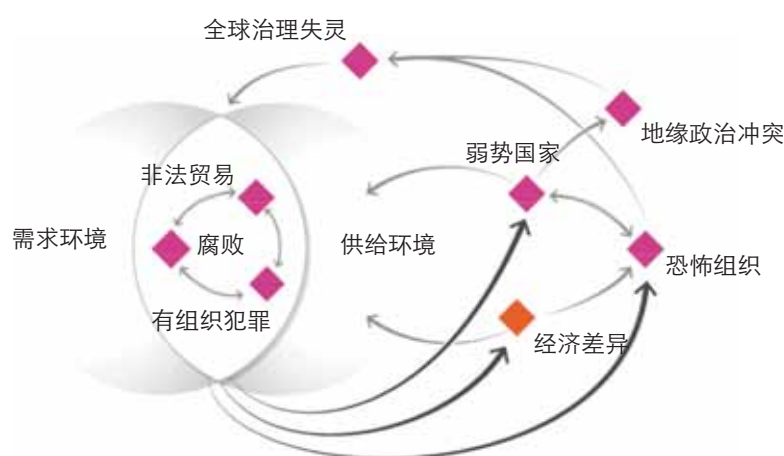 全球治理失灵
地缘政治冲突
弱势国家
非法贸易
需求环境
腐败
供给环境
恐怖组织
有组织犯罪
经济差异